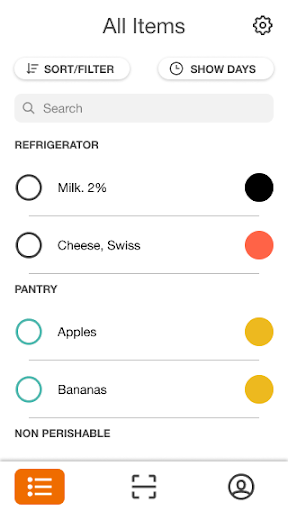 All Items
SORT/FILTER
SHOW DAYS
Search
REFRIGERATOR
Milk. 2%
Cheese, Swiss
PANTRY
Apples
Bananas
NON PERISHABLE